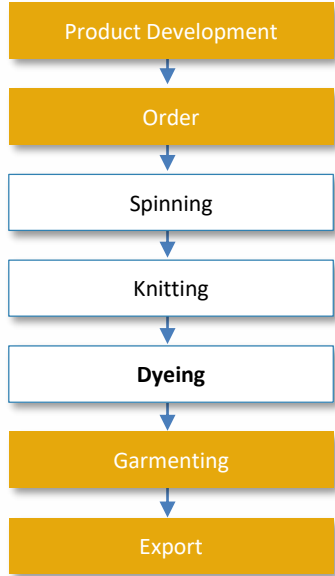 Product Development
Order
Spinning
Knitting
Dyeing
Garmenting
Export